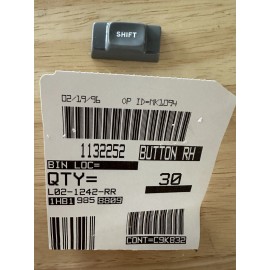 SHIFT
02/19/96 OP ID=MK1094
1132252 BUTTON RH
BIN LOC=
QTY= 30
L02-1242-RR
1HB1 985 8809
CONT=C9K832